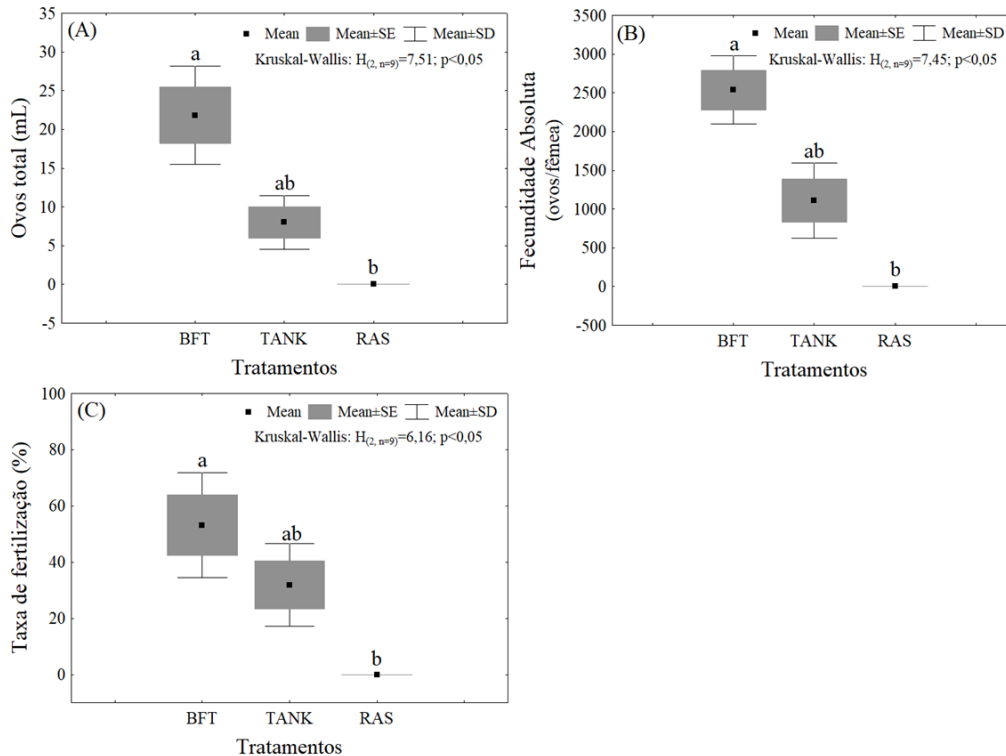 (A)
Mean Mean±SE Mean±SD
Kruskal-Wallis: H(2, n=9)=7,51; p<0,05
35
30
25
20
15
10
5
0
-5
Ovos total (mL)
a
ab
b
BFT TANK RAS
Tratamentos
(B)
Mean Mean±SE Mean±SD
Kruskal-Wallis: H(2, n=9)=7,45; p<0,05
3500
3000
2500
2000
1500
1000
500
0
-500
Fecundidade Absoluta
(ovos/fêmea)
a
ab
b
BFT TANK RAS
Tratamentos
(C)
Mean Mean±SE Mean±SD
Kruskal-Wallis: H(2, n=9)=6,16; p<0,05
100
80
60
40
20
0
Taxa de fertilização (%)
a
ab
b
BFT TANK RAS
Tratamentos